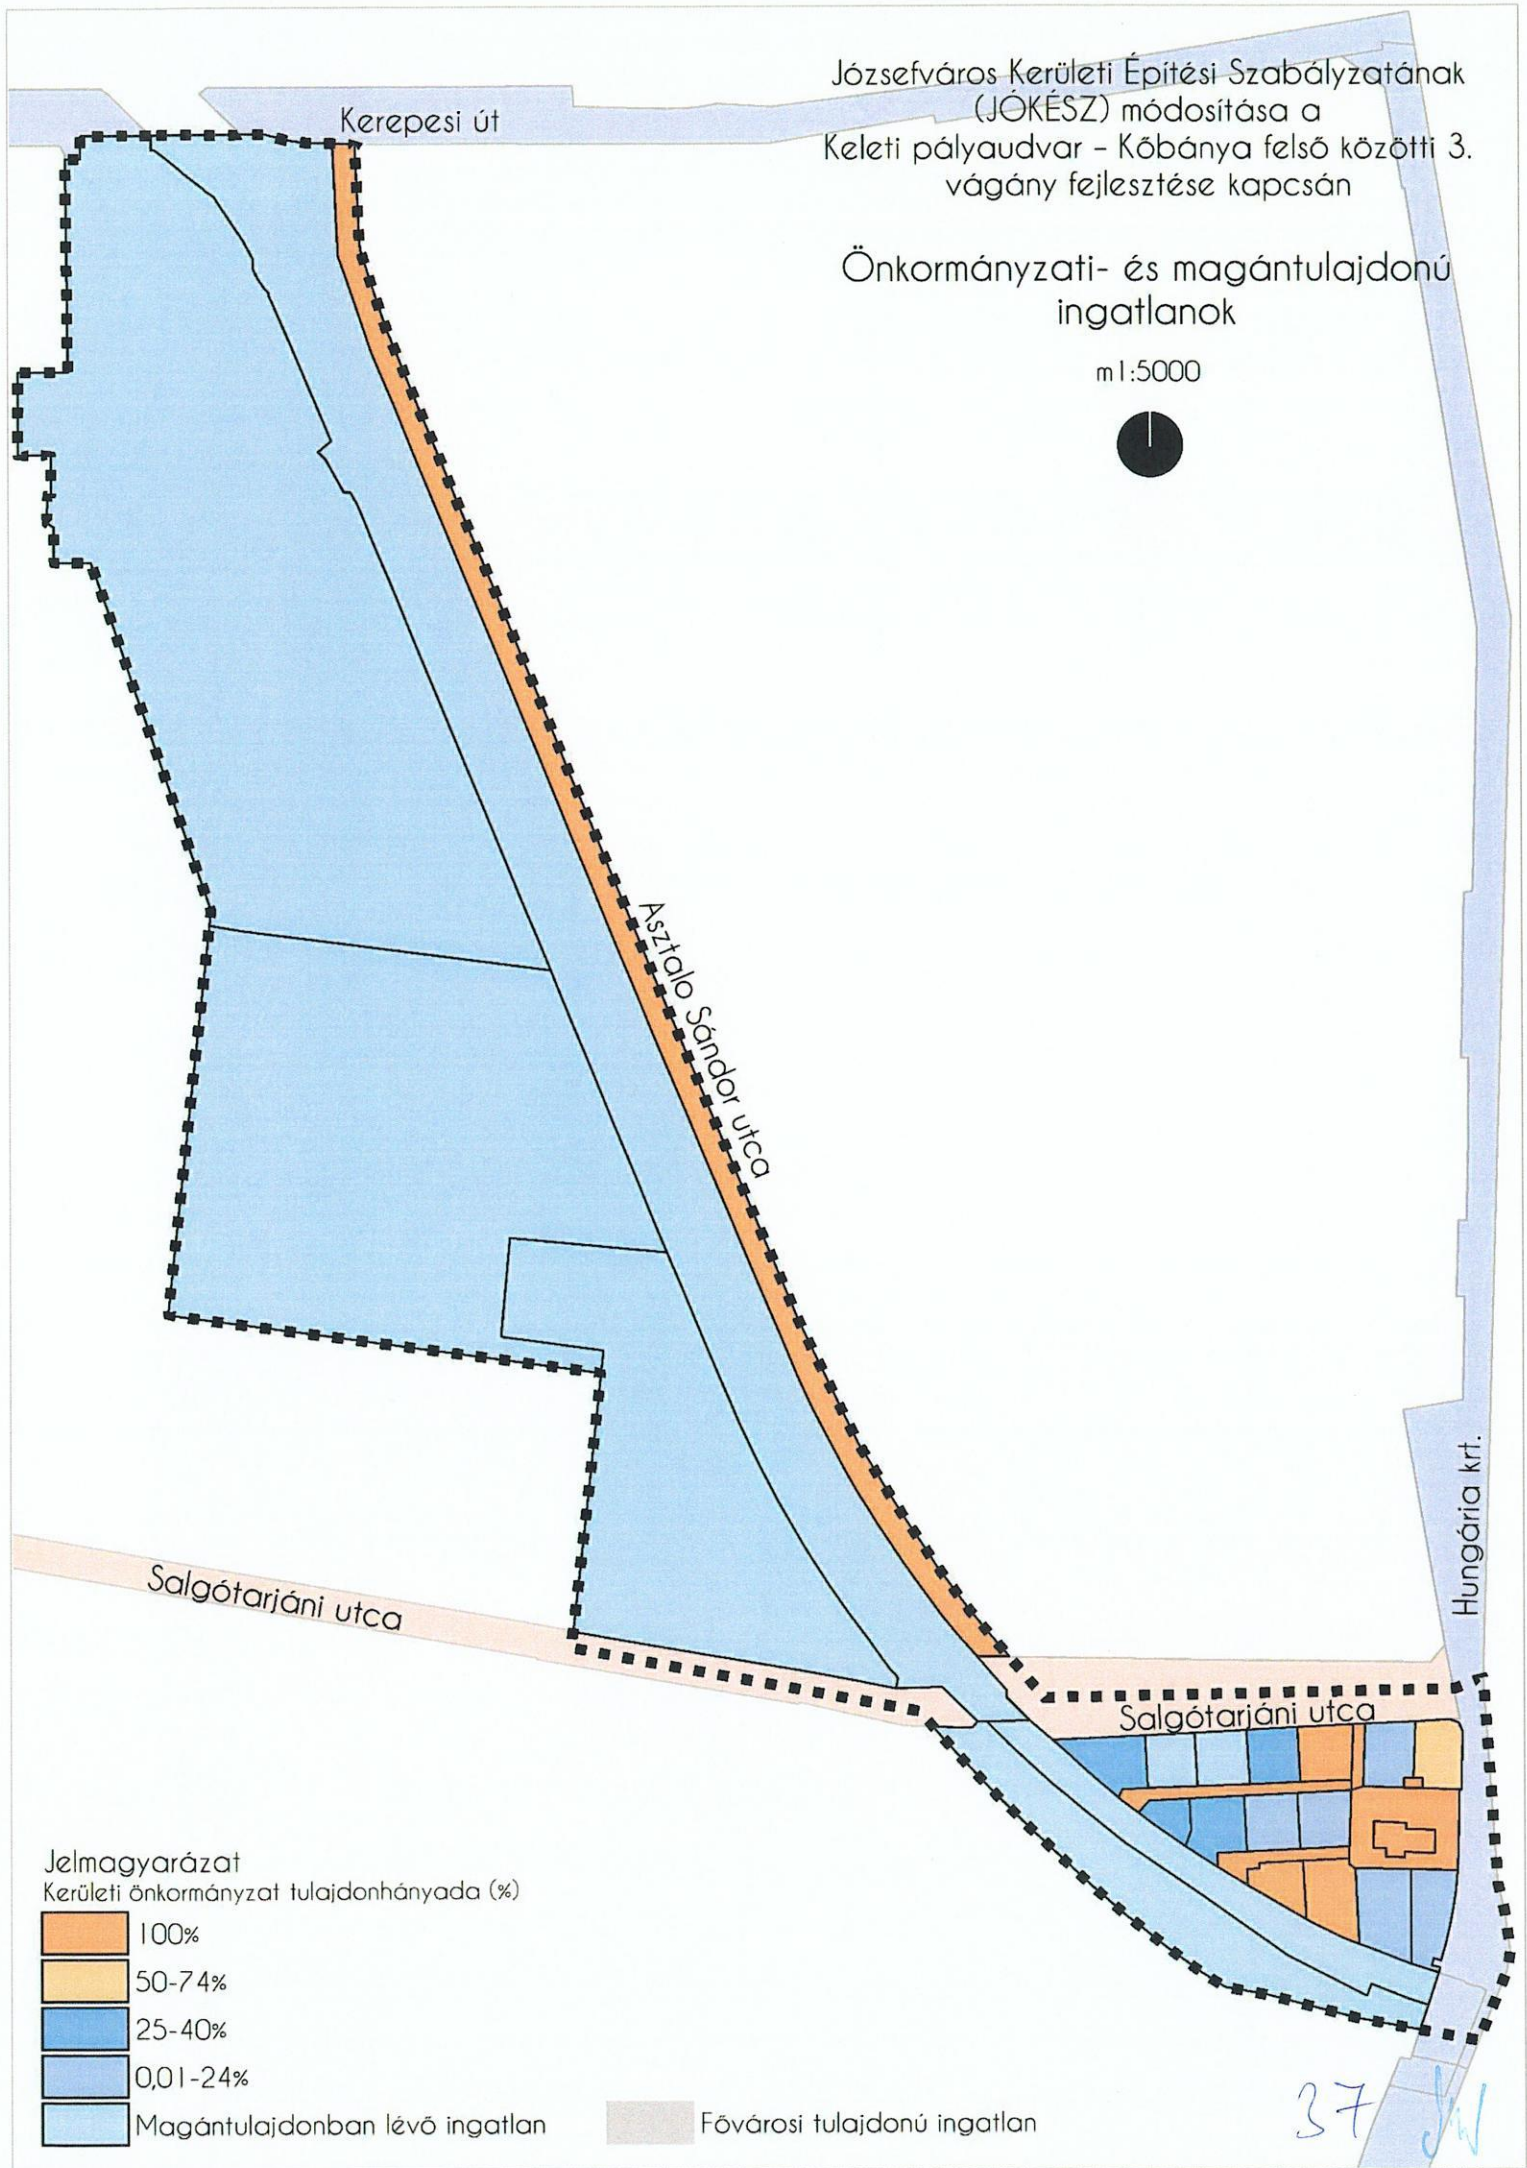 Józsefváros Kerületi Építési Szabályzatának
(JÓKÉSZ) módosítása a
Keleti pályaudvar - Kőbánya felső közötti 3.
vágány fejlesztése kapcsán
Önkormányzati- és magántulajdonú
ingatlanok
m1:5000
Kerepesi út
Asztalo Sándor utca
Hungária krt.
Salgótarjáni utca
Salgótarjáni utca
Jelmagyarázat
Kerületi önkormányzat tulajdonhányada (%)
100%
50-74%
25-40%
0,01-24%
Magántulajdonban lévő ingatlan
Fővárosi tulajdonú ingatlan
37